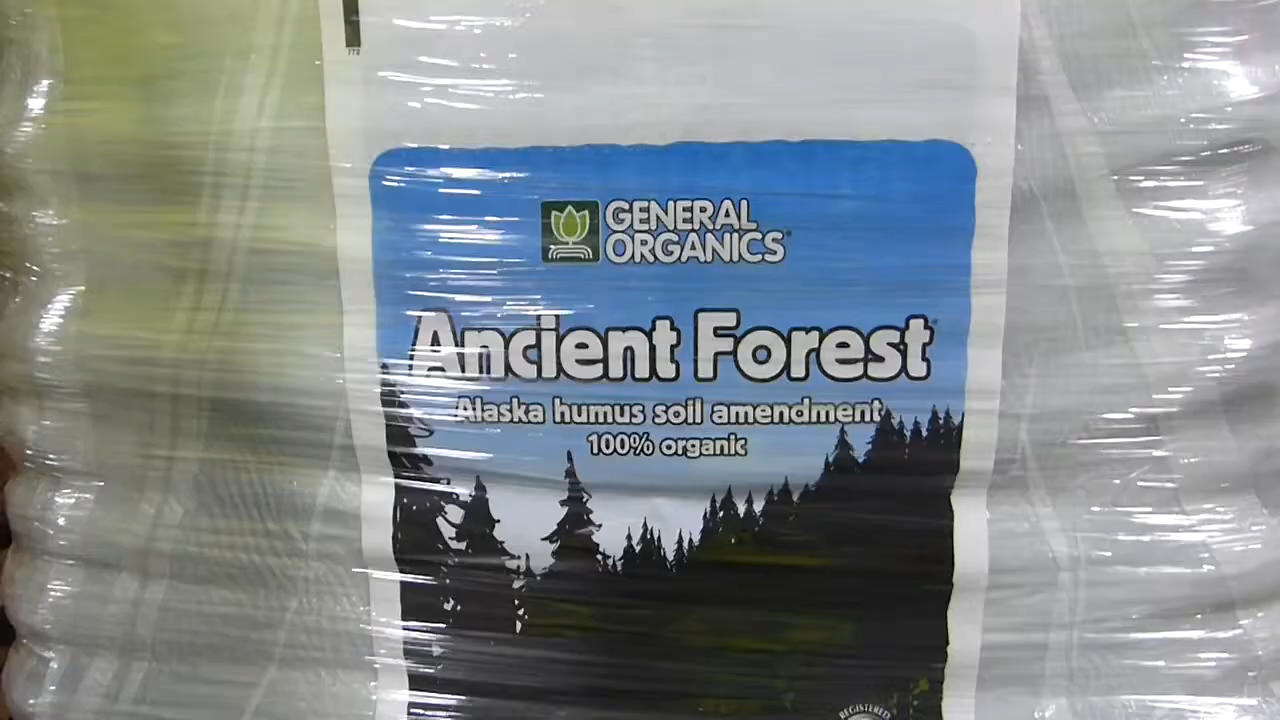 GENERAL
ORGANICS
Ancient Forest
Alaska humus soil amendment
100% organic
REGISTERED